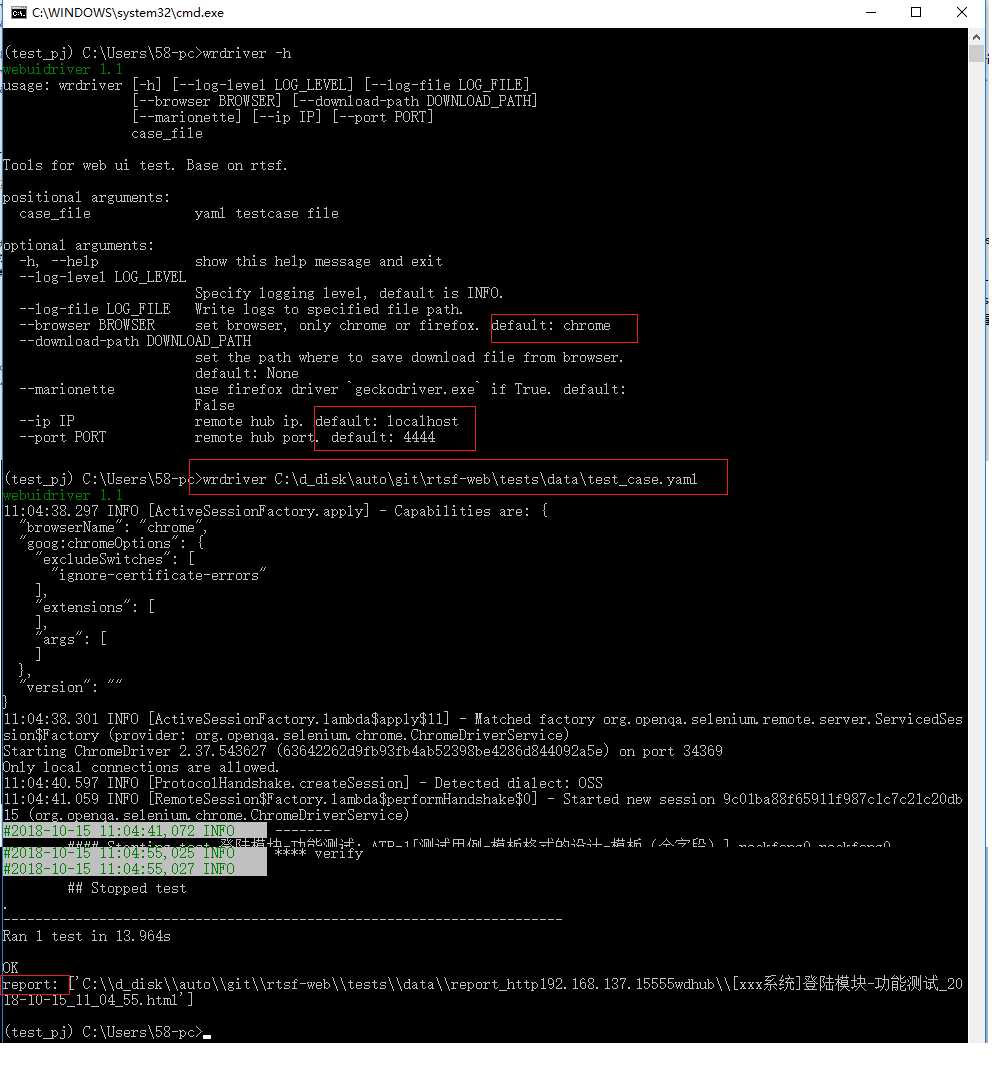 C:\WINDOWS\system32\cmd.exe
(test_pj) C:\Users\58-pc>wrdriver -h
webuidriver 1.1
usage: wrdriver [-h] [--log-level LOG_LEVEL] [--log-file LOG_FILE]
[--browser BROWSER] [--download-path DOWNLOAD_PATH]
[--marionette] [--ip IP] [--port PORT]
case_file
Tools for web ui test. Base on rtsf.
positional arguments:
case_file yaml testcase file
optional arguments:
-h, --help show this help message and exit
--log-level LOG_LEVEL
Specify logging level, default is INFO.
--log-file LOG_FILE Write logs to specified file path.
--browser BROWSER set browser, only chrome or firefox. default: chrome
--download-path DOWNLOAD_PATH
set the path where to save download file from browser.
default: None
--marionette use firefox driver `geckodriver.exe` if True. default:
False
--ip IP remote hub ip. default: localhost
--port PORT remote hub port. default: 4444
(test_pj) C:\Users\58-pc>wrdriver C:\d_disk\auto\git\rtsf-web\tests\data\test_case.yaml
webuidriver 1.1
11:04:38.297 INFO [ActiveSessionFactory.apply] - Capabilities are: {
"browserName": "chrome",
"goog:chromeOptions": {
"excludeSwitches": [
"ignore-certificate-errors"
],
"extensions": [
],
"args": [
]
},
"version": ""
}
11:04:38.301 INFO [ActiveSessionFactory.lambda$apply$11] - Matched factory org.openqa.selenium.remote.server.ServicedSes
sion$Factory (provider: org.openqa.selenium.chrome.ChromeDriverService)
Starting ChromeDriver 2.37.543627 (63642262d9fb93fb4ab52398be4286d844092a5e) on port 34369
Only local connections are allowed.
11:04:40.597 INFO [ProtocolHandshake.createSession] - Detected dialect: OSS
11:04:41.059 INFO [RemoteSession$Factory.lambda$performHandshake$0] - Started new session 9c01ba88f65911f987c1c7c21c20db
15 (org.openqa.selenium.chrome.ChromeDriverService)
#2018-10-15 11:04:41,072 INFO -------
#### Starting test 登陆模块-功能测试: ATP-1[测试用例-模板格式的设计-模板（全字段）]
#2018-10-15 11:04:55,025 INFO **** verify
#2018-10-15 11:04:55,027 INFO
## Stopped test
.
----------------------------------------------------------------------
Ran 1 test in 13.964s
OK
report: ['C:\\d_disk\\auto\\git\\rtsf-web\\tests\\data\\report_http192.168.137.15555wdhub\\[xxx系统]登陆模块-功能测试_20
18-10-15_11_04_55.html']
(test_pj) C:\Users\58-pc>